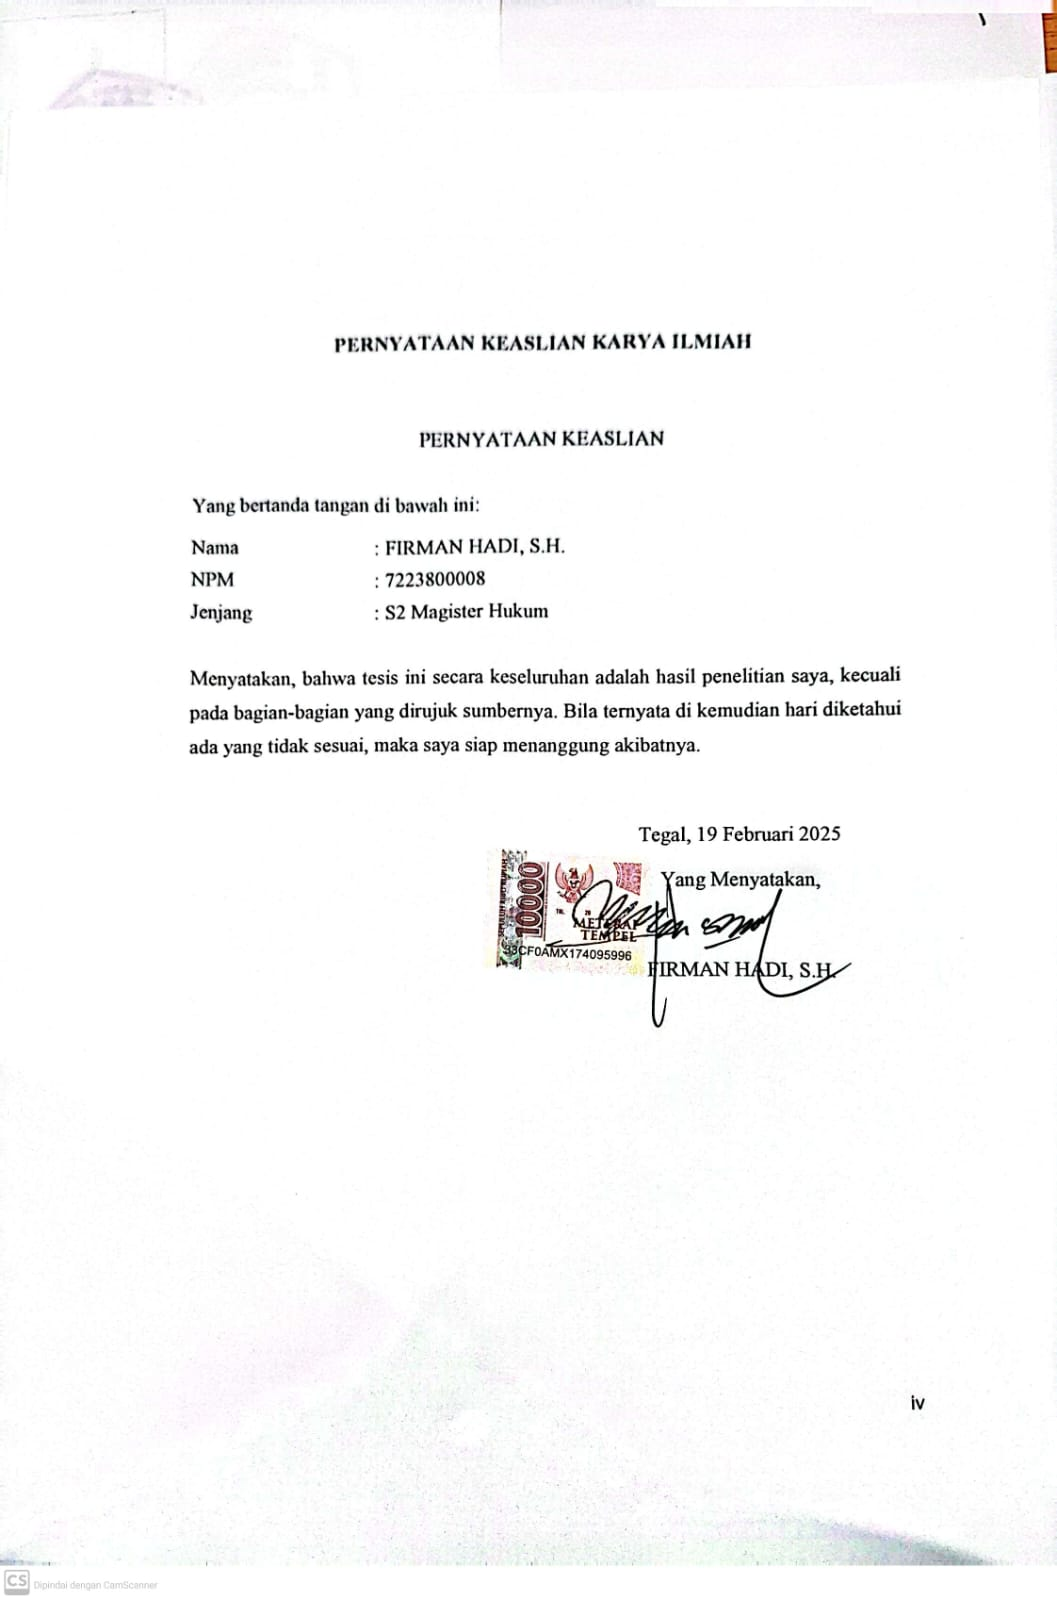 PERNYATAAN KEASLIAN KARYA ILMIAH
PERNYATAAN KEASLIAN
Yang bertanda tangan di bawah ini:
Nama : FIRMAN HADI, S.H.
NPM : 7223800008
Jenjang : S2 Magister Hukum
Menyatakan, bahwa tesis ini secara keseluruhan adalah hasil penelitian saya, kecuali
pada bagian-bagian yang dirujuk sumbernya. Bila ternyata di kemudian hari diketahui
ada yang tidak sesuai, maka saya siap menanggung akibatnya.
Tegal, 19 Februari 2025
Yang Menyatakan,
10000
METERAI
TEMPEL
33CF0AMX174095996
FIRMAN HADI, S.H.
iv
CS Dipindai dengan CamScanner